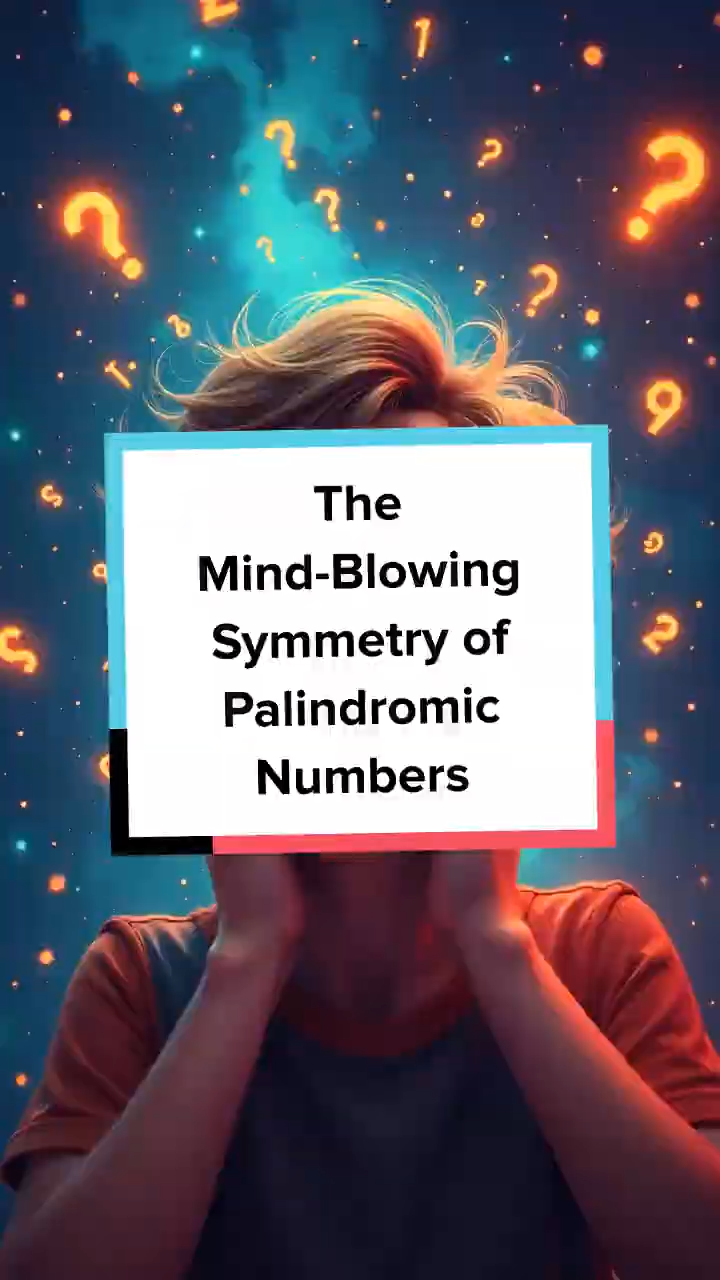 The
Mind-Blowing
Symmetry of
Palindromic
Numbers